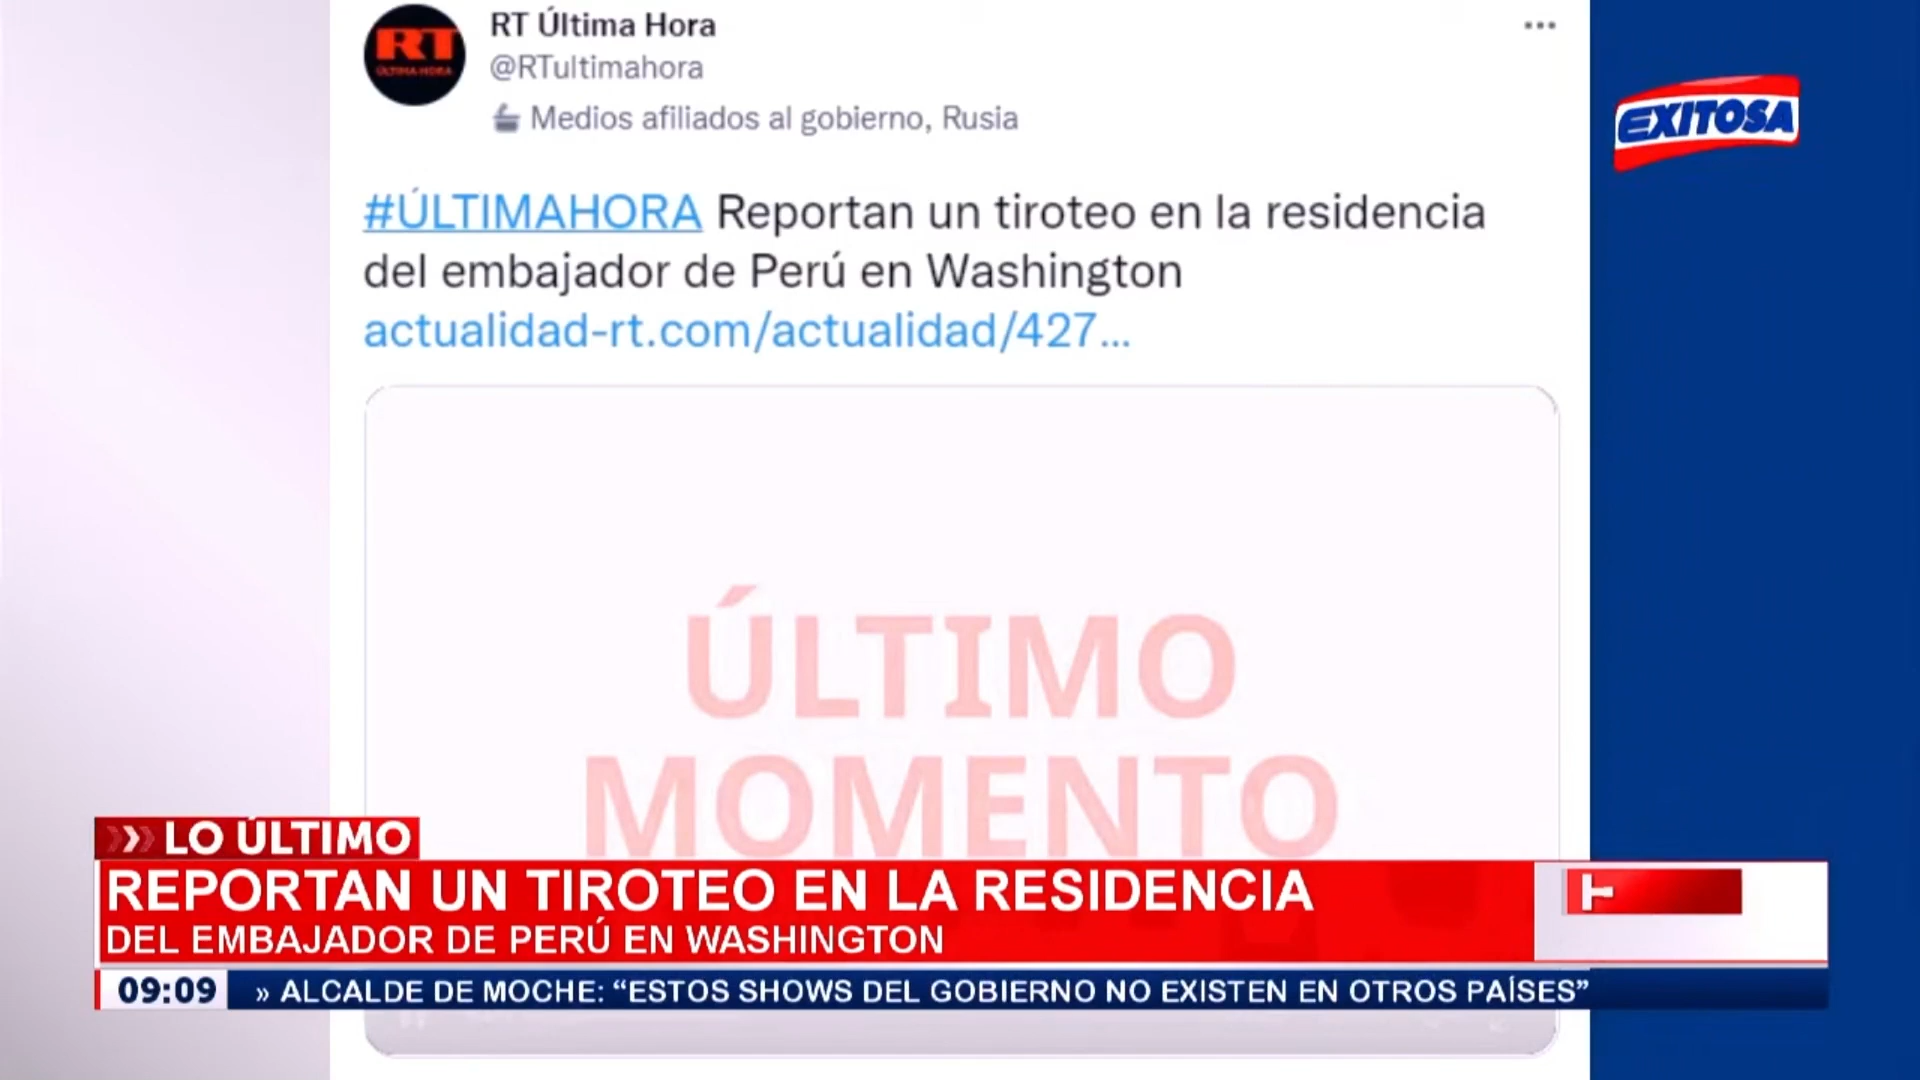 RT Última Hora
RT
ÚLTIMA HORA
@RTultimahora
Medios afiliados al gobierno, Rusia
EXITOSA
#ÚLTIMAHORA Reportan un tiroteo en la residencia
del embajador de Perú en Washington
actualidad-rt.com/actualidad/427...
ÚLTIMO
MOMENTO
LO ÚLTIMO
REPORTAN UN TIROTEO EN LA RESIDENCIA
DEL EMBAJADOR DE PERÚ EN WASHINGTON
09:09 » ALCALDE DE MOCHE: “ESTOS SHOWS DEL GOBIERNO NO EXISTEN EN OTROS PAÍSES”